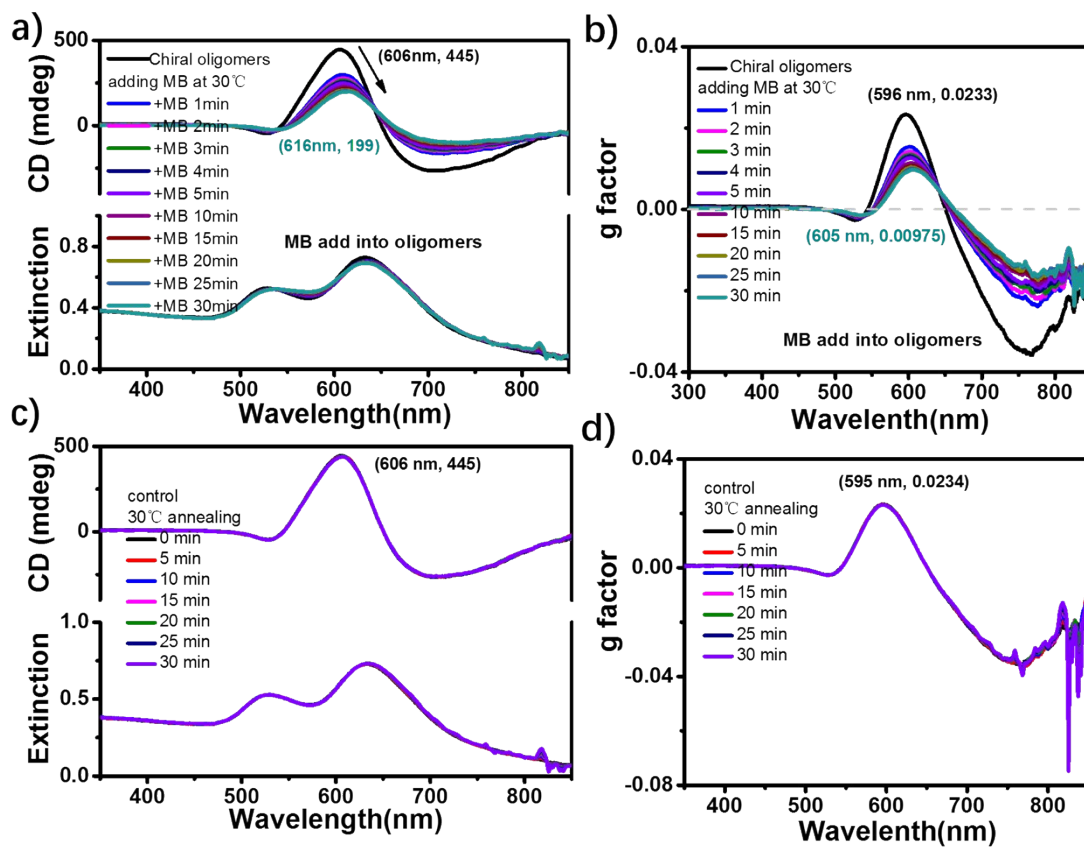 a)
500
0
CD (mdeg)
Chiral oligomers
adding MB at 30℃
+MB 1min
+MB 2min
+MB 3min
+MB 4min
+MB 5min
+MB 10min
+MB 15min
+MB 20min
+MB 25min
+MB 30min
(606nm, 445)
(616nm, 199)
0.8
0.4
0.0
Extinction
MB add into oligomers
400 500 600 700 800
Wavelength(nm)
b)
0.04
0.00
-0.04
g factor
Chiral oligomers
adding MB at 30℃
1 min
2 min
3 min
4 min
5 min
10 min
15 min
20 min
25 min
30 min
(596 nm, 0.0233)
(605 nm, 0.00975)
MB add into oligomers
300 400 500 600 700 800
Wavelenth(nm)
c)
500
0
CD (mdeg)
(606 nm, 445)
control
30℃ annealing
0 min
5 min
10 min
15 min
20 min
25 min
30 min
1.0
0.5
0.0
Extinction
400 500 600 700 800
Wavelength(nm)
d)
0.04
0.00
-0.04
-0.08
g factor
(595 nm, 0.0234)
control
30℃ annealing
0 min
5 min
10 min
15 min
20 min
25 min
30 min
400 500 600 700 800
Wavelenth(nm)